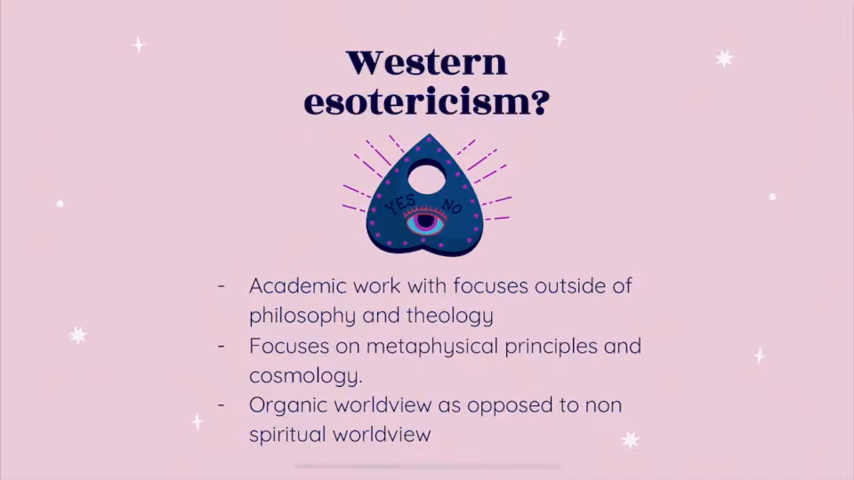 Western
esotericism?
YES NO
- Academic work with focuses outside of
philosophy and theology
- Focuses on metaphysical principles and
cosmology.
- Organic worldview as opposed to non
spiritual worldview